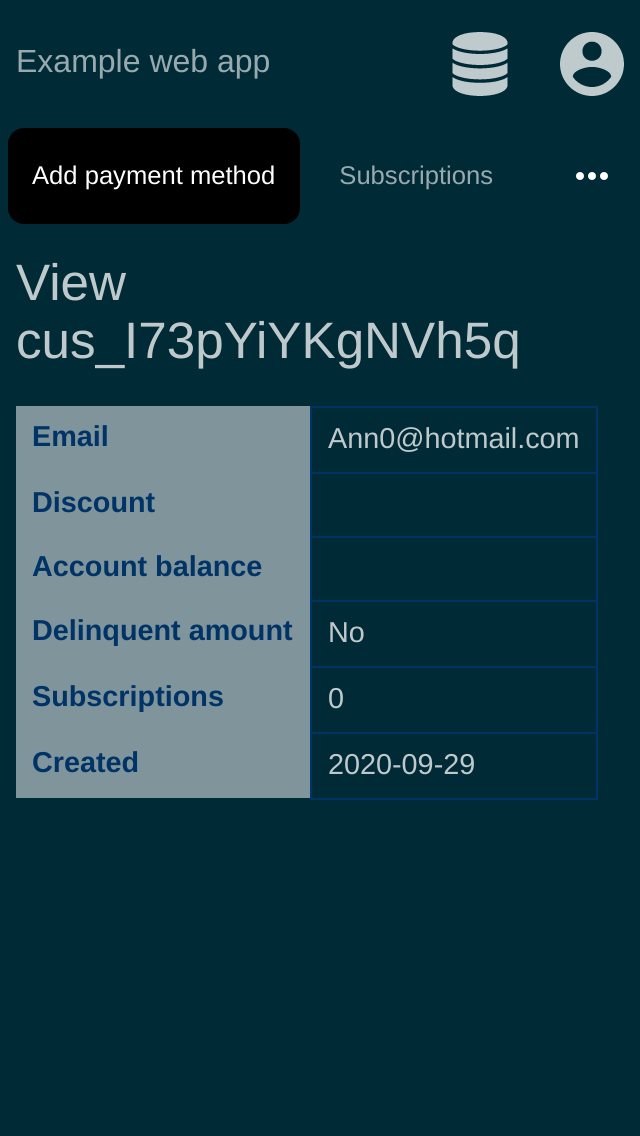 Example web app
Add payment method Subscriptions
View
cus_I73pYiYKgNVh5q
Email Ann0@hotmail.com
Discount
Account balance
Delinquent amount No
Subscriptions 0
Created 2020-09-29